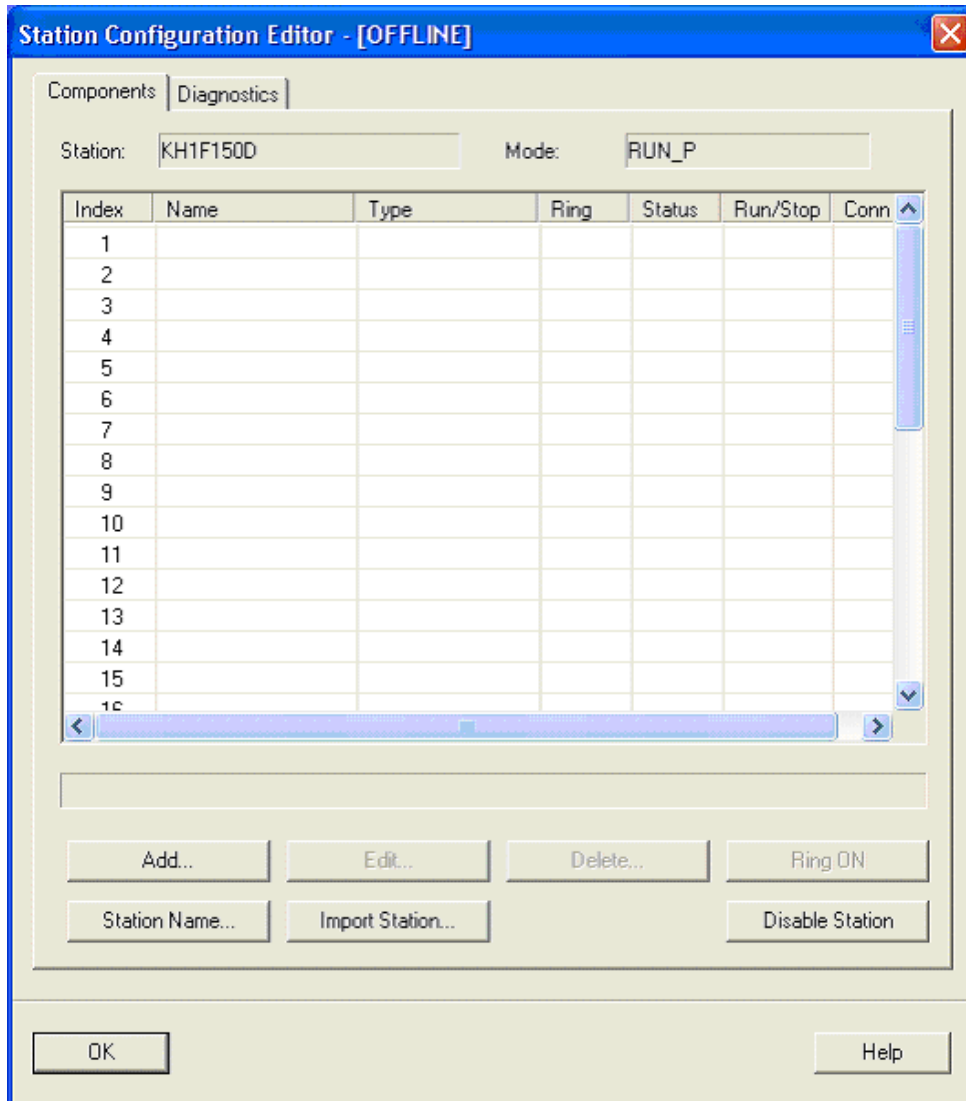 Station Configuration Editor - [OFFLINE]
Components Diagnostics
Station: KH1F150D Mode: RUN_P
Index Name Type Ring Status Run/Stop Conn
1
2
3
4
5
6
7
8
9
10
11
12
13
14
15
16
Add... Edit... Delete... Ring ON
Station Name... Import Station... Disable Station
OK Help